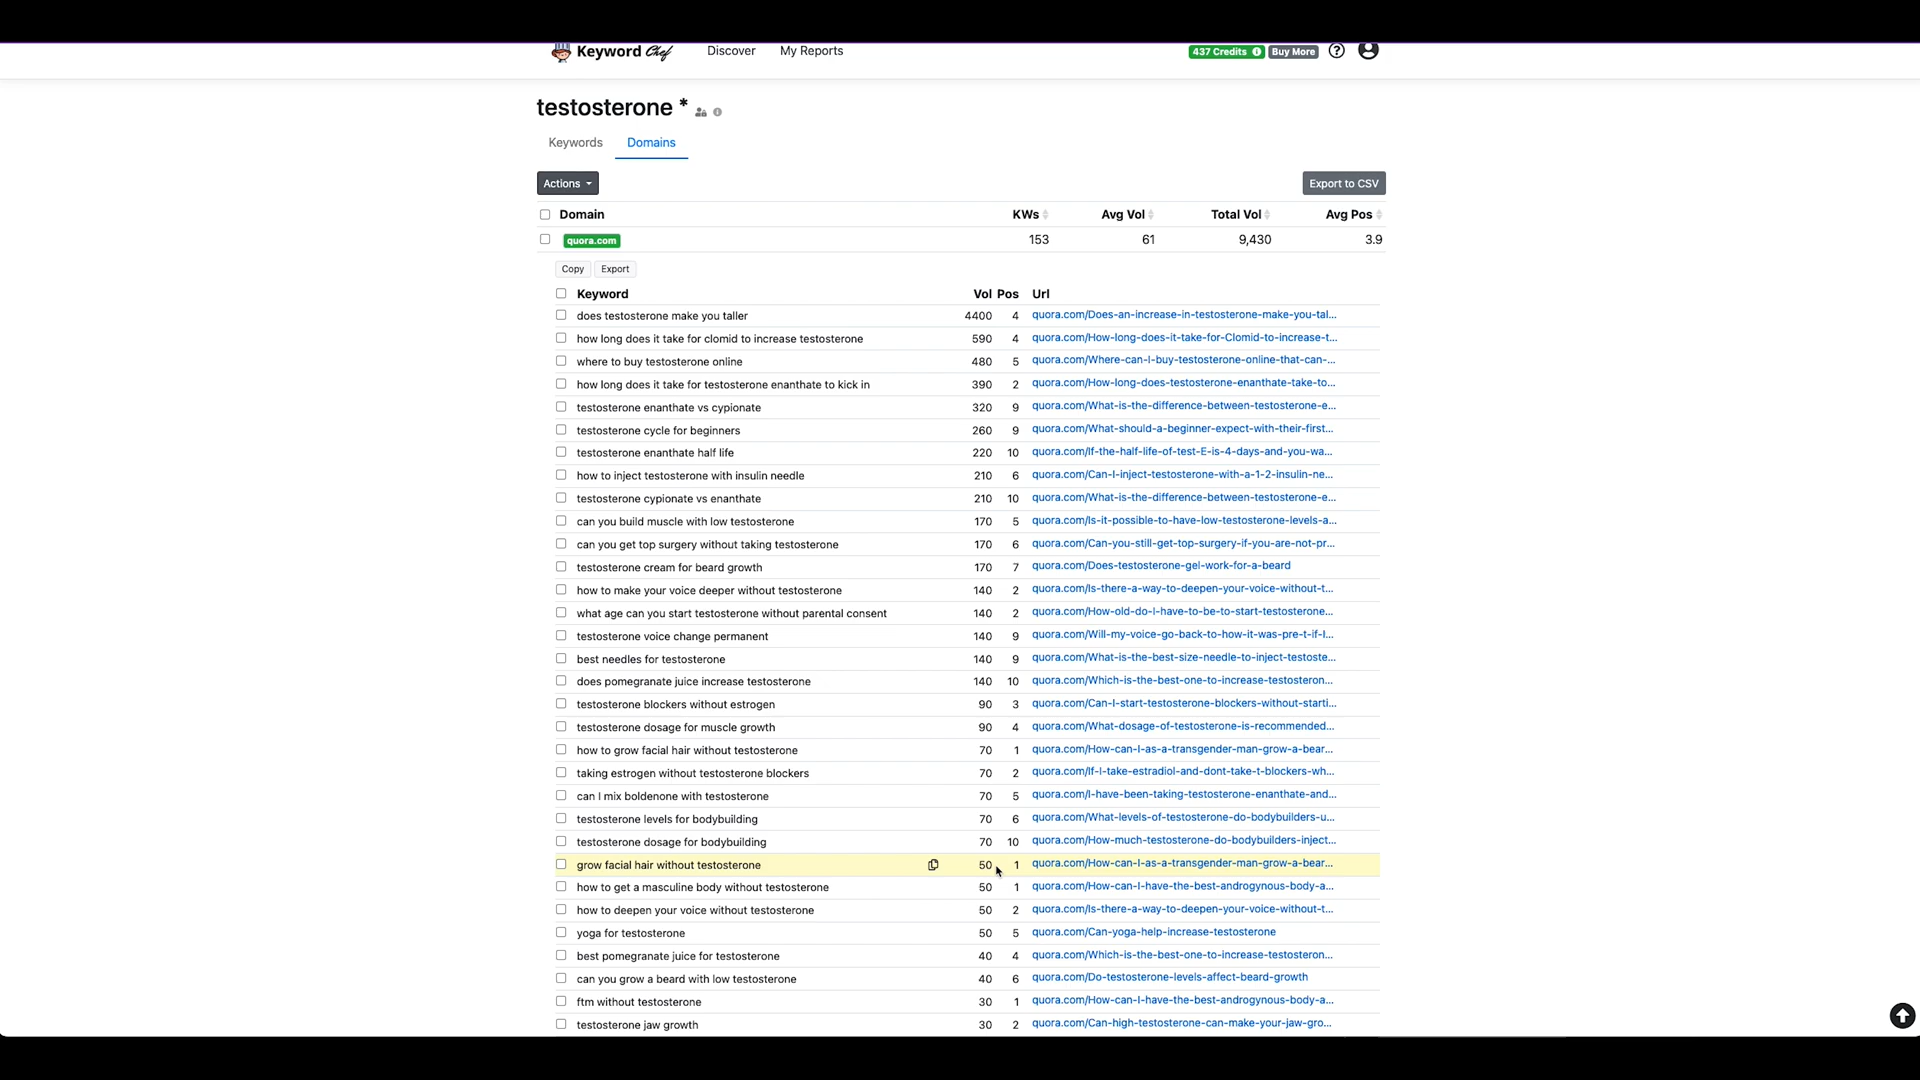 Keyword Chef Discover My Reports 437 Credits Buy More
testosterone *
Keywords Domains
Actions Export to CSV
Domain KWs Avg Vol Total Vol Avg Pos
quora.com 153 61 9,430 3.9
Copy Export
Keyword Vol Pos Url
does testosterone make you taller 4400 4 quora.com/Does-an-increase-in-testosterone-make-you-tal...
how long does it take for clomid to increase testosterone 590 4 quora.com/How-long-does-it-take-for-Clomid-to-increase-t...
where to buy testosterone online 480 5 quora.com/Where-can-I-buy-testosterone-online-that-can-...
how long does it take for testosterone enanthate to kick in 390 2 quora.com/How-long-does-testosterone-enanthate-take-to...
testosterone enanthate vs cypionate 320 9 quora.com/What-is-the-difference-between-testosterone-e...
testosterone cycle for beginners 260 9 quora.com/What-should-a-beginner-expect-with-their-first...
testosterone enanthate half life 220 10 quora.com/If-the-half-life-of-test-E-is-4-days-and-you-wa...
how to inject testosterone with insulin needle 210 6 quora.com/Can-I-inject-testosterone-with-a-1-2-insulin-ne...
testosterone cypionate vs enanthate 210 10 quora.com/What-is-the-difference-between-testosterone-e...
can you build muscle with low testosterone 170 5 quora.com/Is-it-possible-to-have-low-testosterone-levels-a...
can you get top surgery without taking testosterone 170 6 quora.com/Can-you-still-get-top-surgery-if-you-are-not-pr...
testosterone cream for beard growth 170 7 quora.com/Does-testosterone-gel-work-for-a-beard
how to make your voice deeper without testosterone 140 2 quora.com/Is-there-a-way-to-deepen-your-voice-without-t...
what age can you start testosterone without parental consent 140 2 quora.com/How-old-do-I-have-to-be-to-start-testosterone...
testosterone voice change permanent 140 9 quora.com/Will-my-voice-go-back-to-how-it-was-pre-t-if-I...
best needles for testosterone 140 9 quora.com/What-is-the-best-size-needle-to-inject-testoste...
does pomegranate juice increase testosterone 140 10 quora.com/Which-is-the-best-one-to-increase-testosteron...
testosterone blockers without estrogen 90 3 quora.com/Can-I-start-testosterone-blockers-without-starti...
testosterone dosage for muscle growth 90 4 quora.com/What-dosage-of-testosterone-is-recommended...
how to grow facial hair without testosterone 70 1 quora.com/How-can-I-as-a-transgender-man-grow-a-bear...
taking estrogen without testosterone blockers 70 2 quora.com/If-I-take-estradiol-and-dont-take-t-blockers-wh...
can I mix boldenone with testosterone 70 5 quora.com/I-have-been-taking-testosterone-enanthate-and...
testosterone levels for bodybuilding 70 6 quora.com/What-levels-of-testosterone-do-bodybuilders-u...
testosterone dosage for bodybuilding 70 10 quora.com/How-much-testosterone-do-bodybuilders-inject...
grow facial hair without testosterone 50 1 quora.com/How-can-I-as-a-transgender-man-grow-a-bear...
how to get a masculine body without testosterone 50 1 quora.com/How-can-I-have-the-best-androgynous-body-a...
how to deepen your voice without testosterone 50 2 quora.com/Is-there-a-way-to-deepen-your-voice-without-t...
yoga for testosterone 50 5 quora.com/Can-yoga-help-increase-testosterone
best pomegranate juice for testosterone 40 4 quora.com/Which-is-the-best-one-to-increase-testosteron...
can you grow a beard with low testosterone 40 6 quora.com/Do-testosterone-levels-affect-beard-growth
ftm without testosterone 30 1 quora.com/How-can-I-have-the-best-androgynous-body-a...
testosterone jaw growth 30 2 quora.com/Can-high-testosterone-can-make-your-jaw-gro...